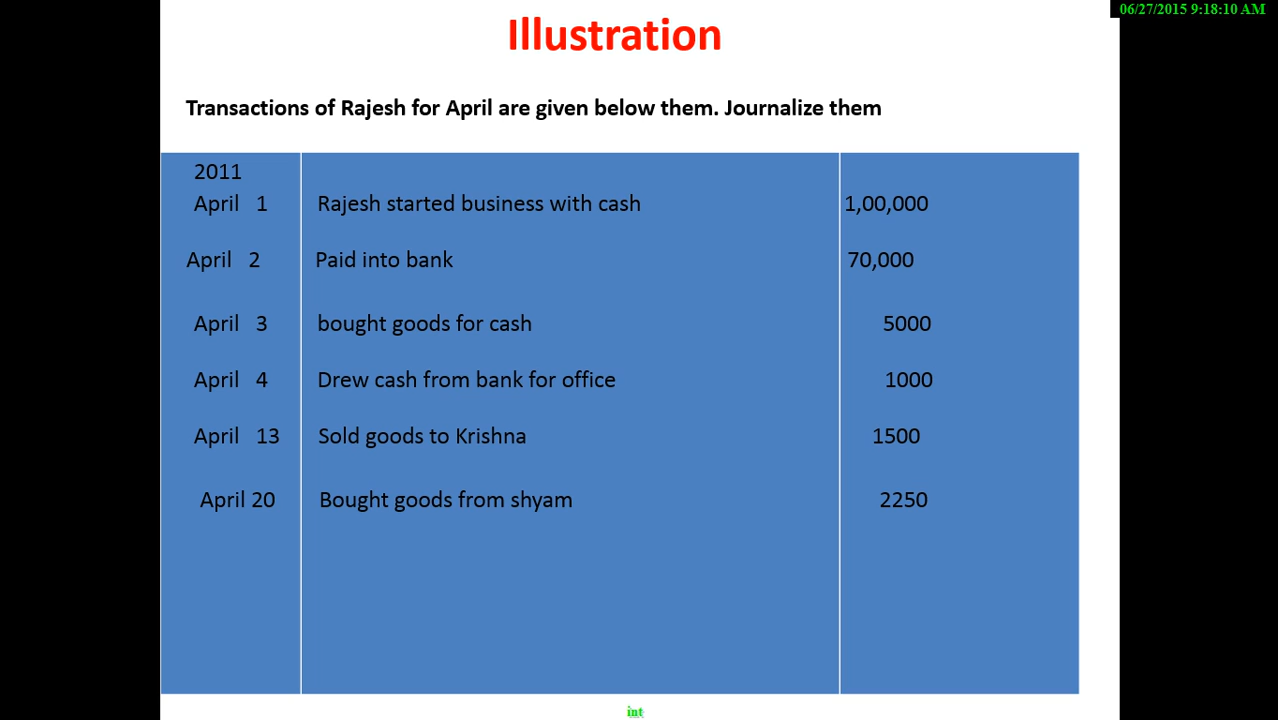 06/27/2015 9:18:10 AM
Illustration
Transactions of Rajesh for April are given below them. Journalize them
2011
April 1 Rajesh started business with cash 1,00,000
April 2 Paid into bank 70,000
April 3 bought goods for cash 5000
April 4 Drew cash from bank for office 1000
April 13 Sold goods to Krishna 1500
April 20 Bought goods from shyam 2250
int